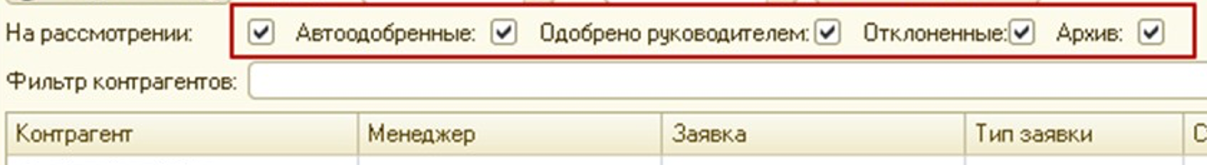 На рассмотрении: Автоодобренные: Одобрено руководителем: Отклоненные: Архив:
Фильтр контрагентов:
Контрагент Менеджер Заявка Тип заявки С